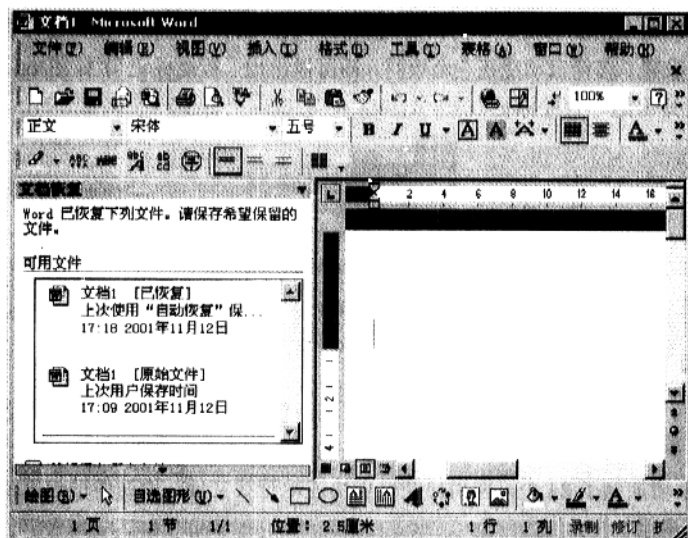 文档1 - Microsoft Word
文件(F) 编辑(E) 视图(V) 插入(I) 格式(O) 工具(T) 表格(A) 窗口(W) 帮助(H)
100%
正文 宋体 五号 B I U A A A
文档恢复
2 4 6 8 10 12 14 16
Word 已恢复下列文件。请保存希望保留的
文件。
可用文件
文档1 [已恢复]
上次使用“自动恢复”保...
17:18 2001年11月12日
文档1 [原始文件]
上次用户保存时间
17:09 2001年11月12日
绘图(R) 自选图形(U) A
1 页 1 节 1/1 位置: 2.5厘米 1 行 1 列 录制 修订